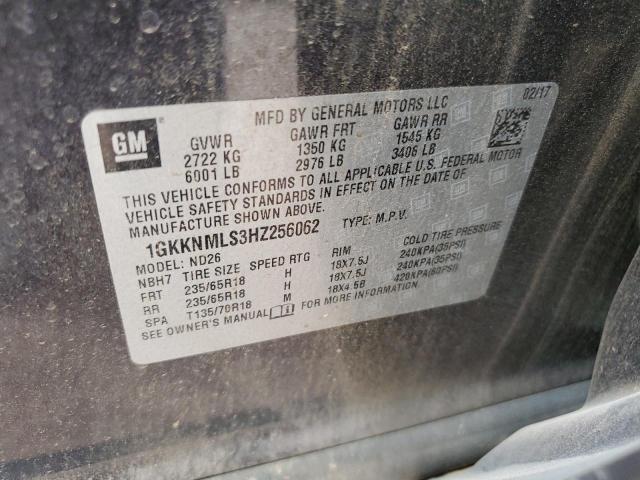 02/17
MFD BY GENERAL MOTORS LLC
GM
GVWR GAWR FRT GAWR RR
2722 KG 1350 KG 1545 KG
6001 LB 2976 LB 3406 LB
THIS VEHICLE CONFORMS TO ALL APPLICABLE U.S. FEDERAL MOTOR
VEHICLE SAFETY STANDARDS IN EFFECT ON THE DATE OF
MANUFACTURE SHOWN ABOVE.
1GKKNMLS3HZ256062 TYPE: M.P.V.
MODEL: ND26
NBH7 TIRE SIZE SPEED RTG RIM COLD TIRE PRESSURE
FRT 235/65R18 H 18X7.5J 240KPA(35PSI)
RR 235/65R18 H 18X7.5J 240KPA(35PSI)
SPA T135/70R18 M 18X4.5B 420KPA(60PSI)
SEE OWNER'S MANUAL i FOR MORE INFORMATION